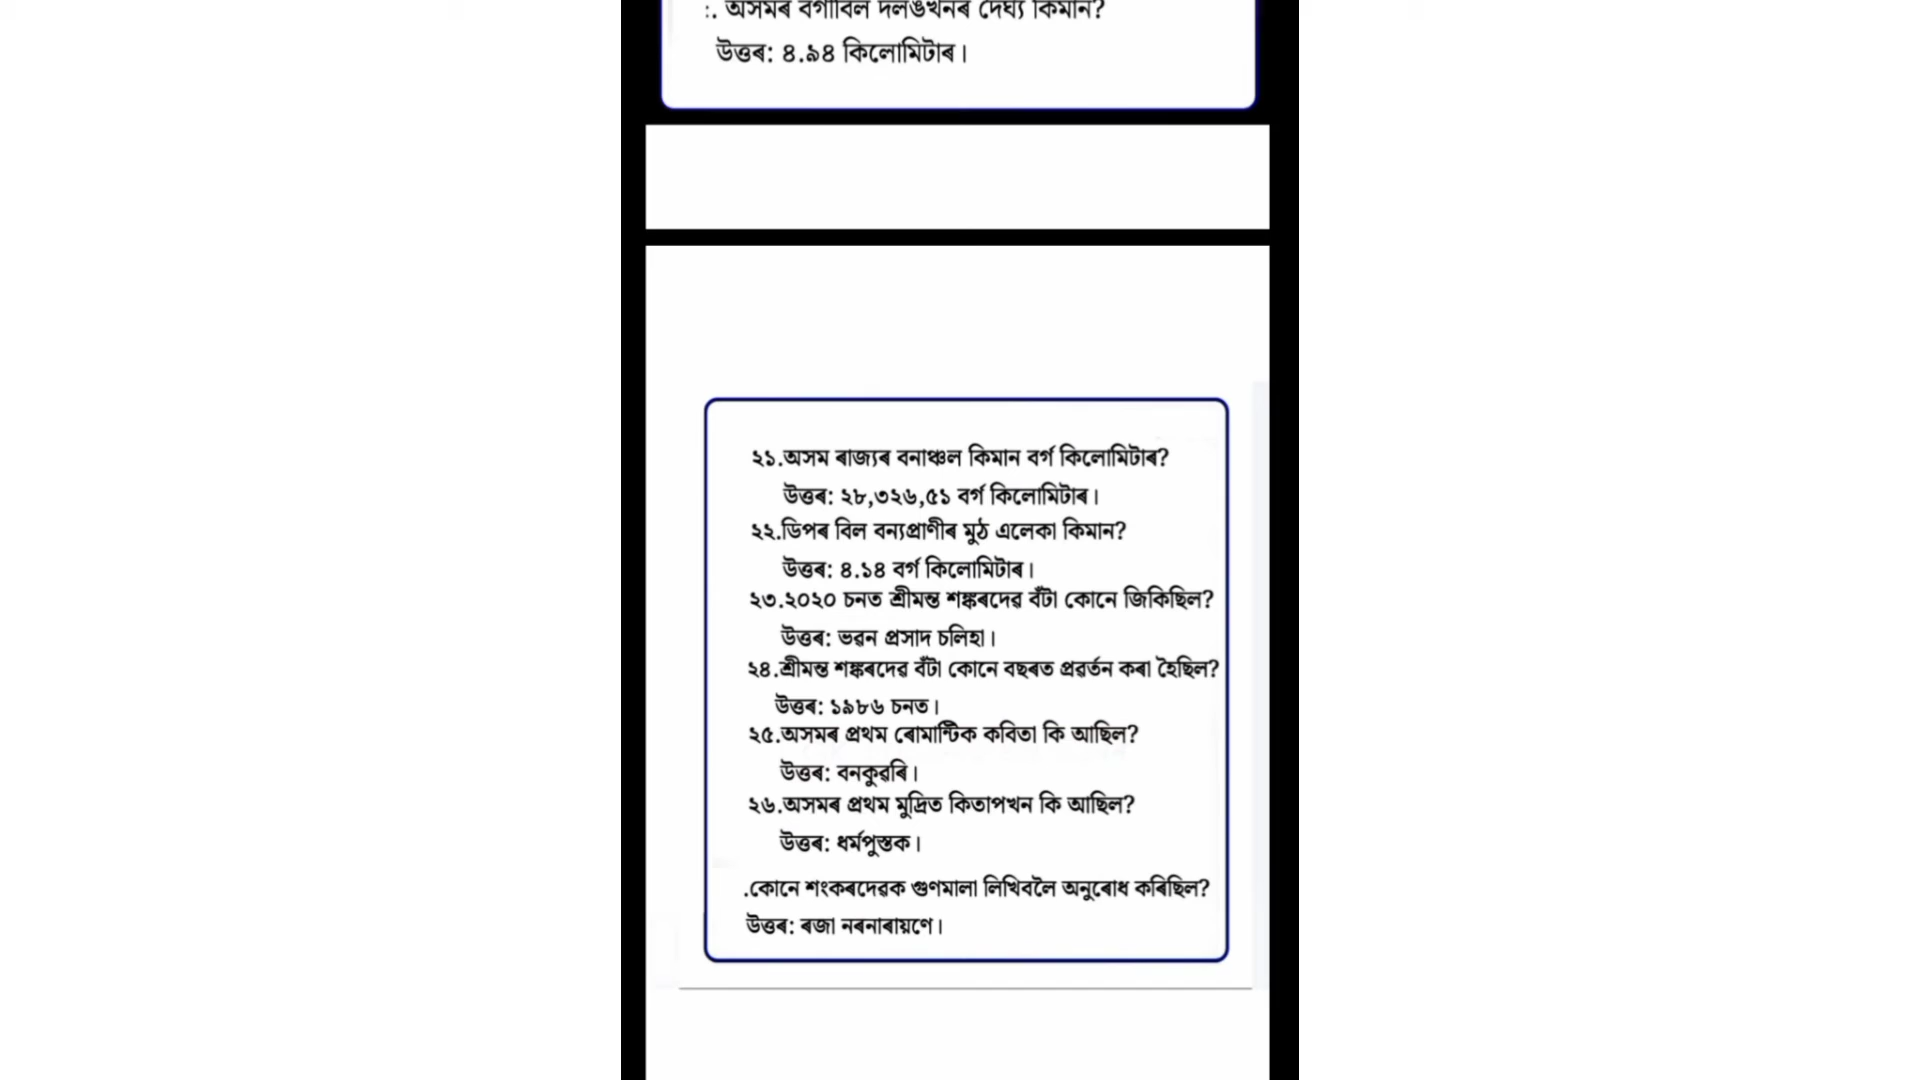 :. অসমৰ বগীবিল দলঙখনৰ দৈৰ্ঘ্য কিমান?
উত্তৰ: ৪.৯৪ কিলোমিটাৰ।
২১.অসম ৰাজ্যৰ বনাঞ্চল কিমান বৰ্গ কিলোমিটাৰ?
উত্তৰ: ২৮,৩২৬,৫১ বৰ্গ কিলোমিটাৰ।
২২.ডিপৰ বিল বন্যপ্ৰাণীৰ মুঠ এলেকা কিমান?
উত্তৰ: ৪.১৪ বৰ্গ কিলোমিটাৰ।
২৩.২০২০ চনত শ্ৰীমন্ত শঙ্কৰদেৱ বঁটা কোনে জিকিছিল?
উত্তৰ: ভৱন প্ৰসাদ চলিহা।
২৪.শ্ৰীমন্ত শঙ্কৰদেৱ বঁটা কোনে বছৰত প্ৰৱৰ্তন কৰা হৈছিল?
উত্তৰ: ১৯৮৬ চনত।
২৫.অসমৰ প্ৰথম ৰোমাণ্টিক কবিতা কি আছিল?
উত্তৰ: বনকুৱৰি।
২৬.অসমৰ প্ৰথম মুদ্ৰিত কিতাপখন কি আছিল?
উত্তৰ: ধৰ্মপুস্তক।
.কোনে শংকৰদেৱক গুণমালা লিখিবলৈ অনুৰোধ কৰিছিল?
উত্তৰ: ৰজা নৰনাৰায়ণে।